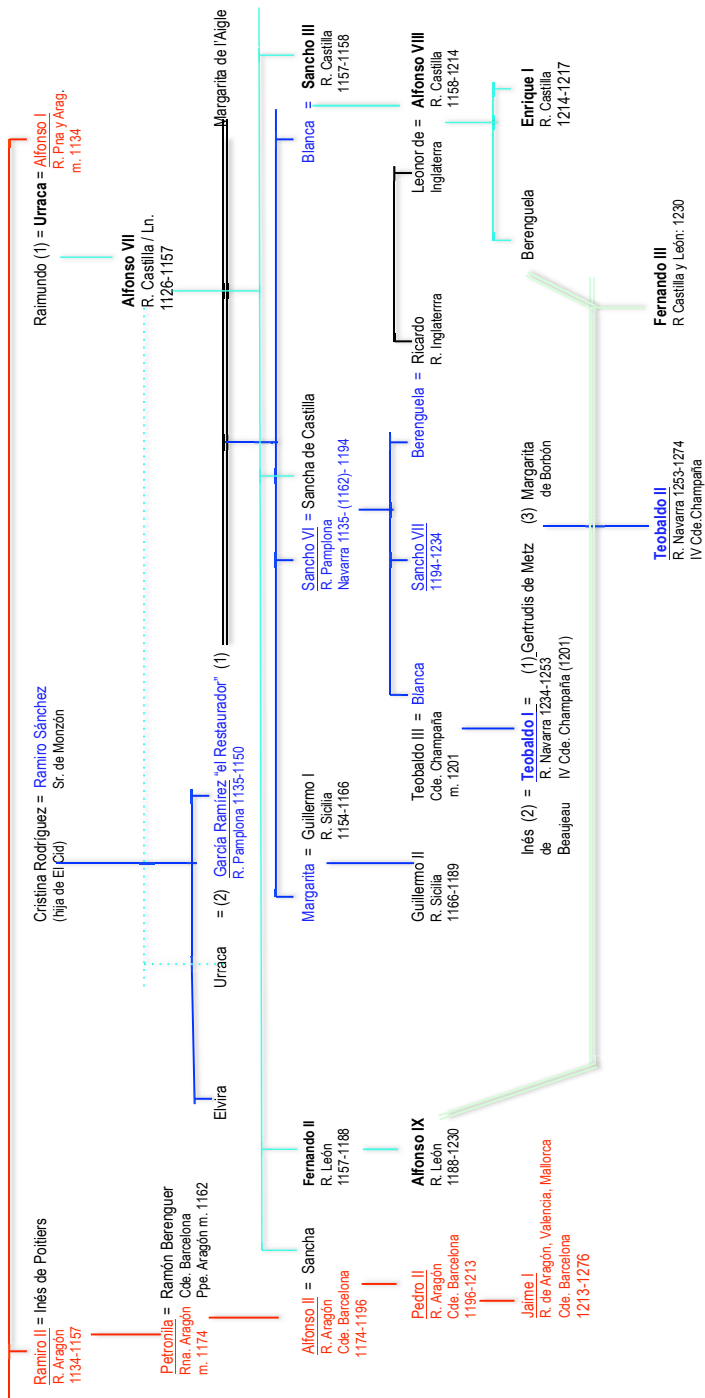 Ramiro II = Inés de Poitiers
R. Aragón
1134-1157
Cristina Rodríguez = Ramiro Sánchez
(hija de El Cid)
Sr. de Monzón
Raimundo (1) = Urraca = Alfonso I
R. Pna y Arag.
m. 1134
Alfonso VII
R. Castilla / Ln.
1126-1157
Petronila = Ramón Berenguer
Rna. Aragón
m. 1174
Cde. Barcelona
Ppe. Aragón m. 1162
Elvira
Urraca
= (2) García Ramírez "el Restaurador" (1)
R. Pamplona 1135-1150
Margarita de l'Aigle
Alfonso II = Sancha
R. Aragón
Cde. Barcelona
1174-1196
Fernando II
R. León
1157-1188
Margarita = Guillermo I
R. Sicilia
1154-1166
Sancho VI = Sancha de Castilla
R. Pamplona
Navarra 1135- (1162)- 1194
Blanca = Sancho III
R. Castilla
1157-1158
Pedro II
R. Aragón
Cde. Barcelona
1196-1213
Alfonso IX
R. León
1188-1230
Guillermo II
R. Sicilia
1166-1189
Teobaldo III = Blanca
Cde. Champaña
m. 1201
Sancho VII
1194-1234
Berenguela = Ricardo
R. Inglaterrra
Leonor de = Alfonso VIII
Inglaterra
R. Castilla
1158-1214
Jaime I
R. de Aragón, Valencia, Mallorca
Cde. Barcelona
1213-1276
Inés (2) = Teobaldo I = (1) Gertrudis de Metz (3) Margarita
de
Beaujeau
R. Navarra 1234-1253
IV Cde. Champaña (1201)
de Borbón
Berenguela
Enrique I
R. Castilla
1214-1217
Teobaldo II
R. Navarra 1253-1274
IV Cde.Champaña
Fernando III
R Castilla y León: 1230